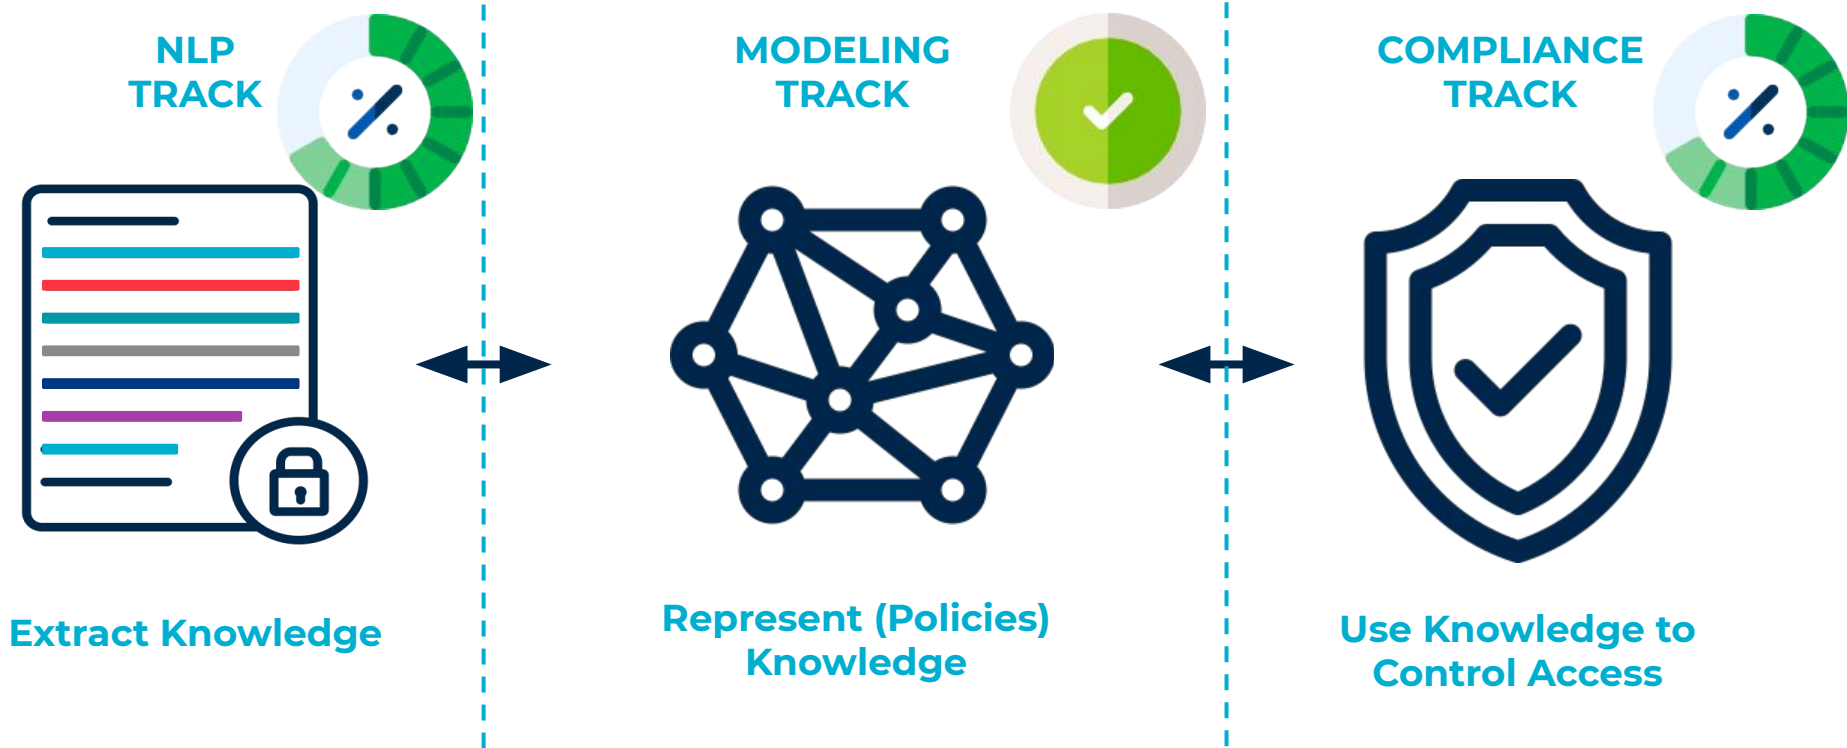 NLP
TRACK
MODELING
TRACK
COMPLIANCE
TRACK
Extract Knowledge
Represent (Policies)
Knowledge
Use Knowledge to
Control Access